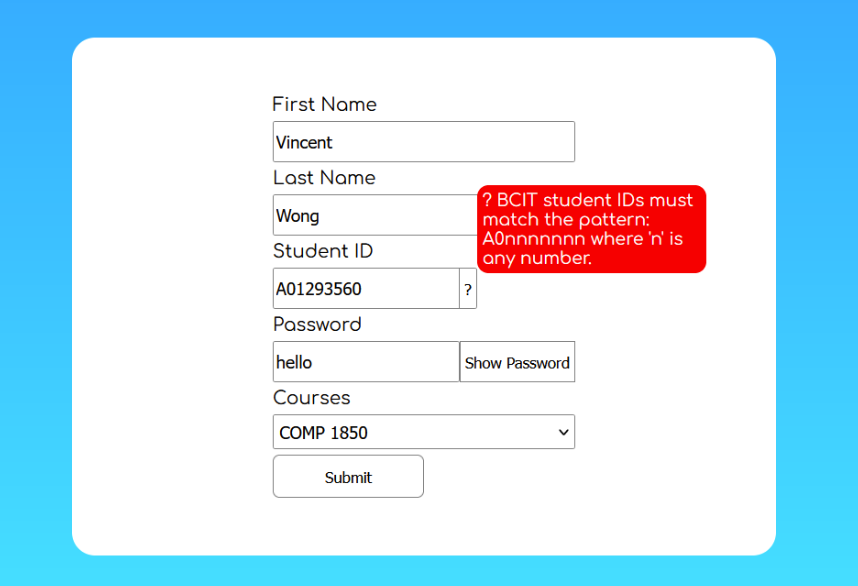 First Name
Vincent
Last Name
Wong
? BCIT student IDs must
match the pattern:
A0nnnnnnn where 'n' is
any number.
Student ID
A01293560
?
Password
hello
Show Password
Courses
COMP 1850
Submit